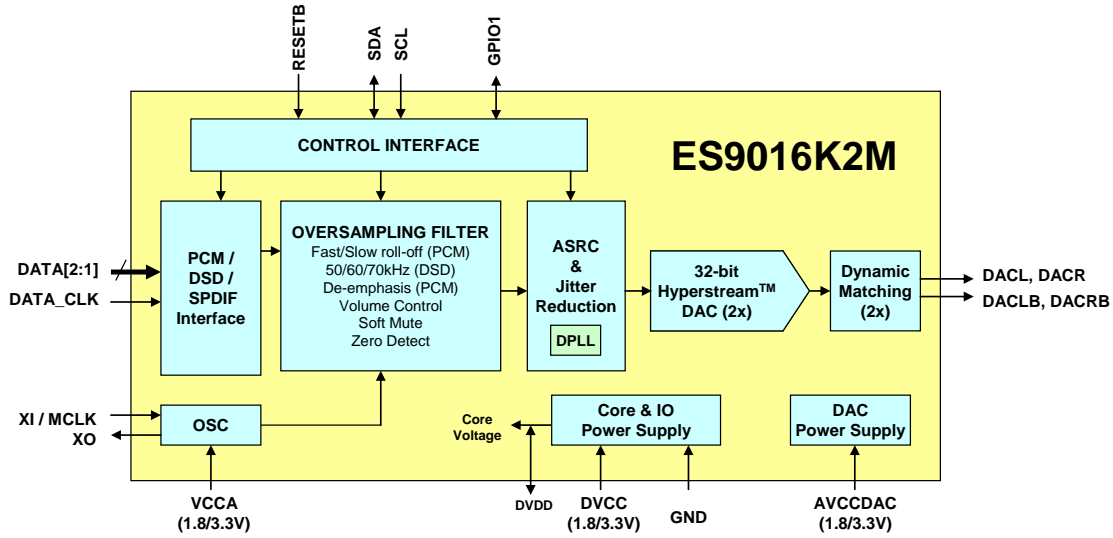 RESETB
SDA
SCL
GPIO1
CONTROL INTERFACE
ES9016K2M
PCM /
DSD /
SPDIF
Interface
OVERSAMPLING FILTER
Fast/Slow roll-off (PCM)
50/60/70kHz (DSD)
De-emphasis (PCM)
Volume Control
Soft Mute
Zero Detect
ASRC
&
Jitter
Reduction
DPLL
32-bit
Hyperstream™
DAC (2x)
Dynamic
Matching
(2x)
DATA[2:1]
DATA_CLK
DACL, DACR
DACLB, DACRB
XI / MCLK
XO
OSC
Core
Voltage
Core & IO
Power Supply
DAC
Power Supply
VCCA
(1.8/3.3V)
DVDD
DVCC
(1.8/3.3V)
GND
AVCCDAC
(1.8/3.3V)